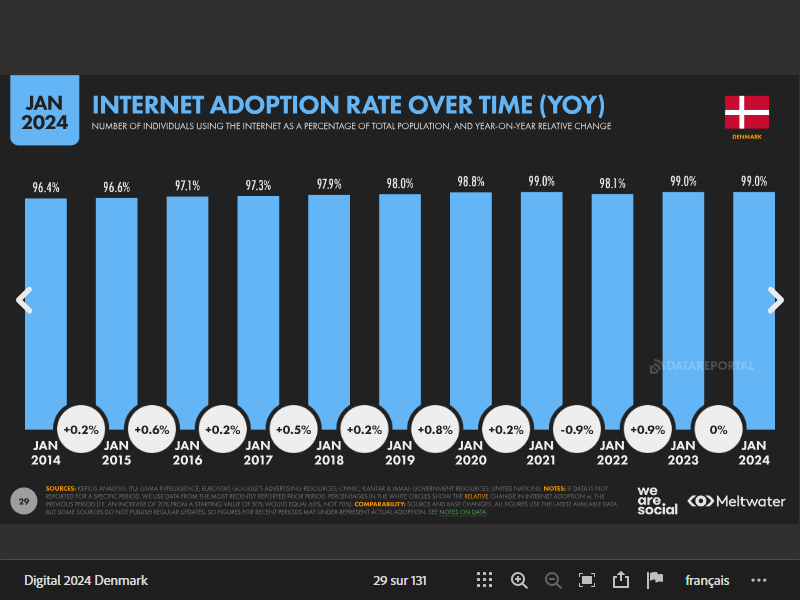 JAN
2024
INTERNET ADOPTION RATE OVER TIME (YOY)
NUMBER OF INDIVIDUALS USING THE INTERNET AS A PERCENTAGE OF TOTAL POPULATION, AND YEAR-ON-YEAR RELATIVE CHANGE
DENMARK
96.4% 96.6% 97.1% 97.3% 97.9% 98.0% 98.8% 99.0% 98.1% 99.0% 99.0%
DATAREPORTAL
+0.2% +0.6% +0.2% +0.5% +0.2% +0.8% +0.2% -0.9% +0.9% 0%
JAN JAN JAN JAN JAN JAN JAN JAN JAN JAN JAN
2014 2015 2016 2017 2018 2019 2020 2021 2022 2023 2024
29
SOURCES: KEPIOS ANALYSIS; ITU; GSMA INTELLIGENCE; EUROSTAT; GOOGLE'S ADVERTISING RESOURCES; CNNIC; KANTAR & IAMAI; GOVERNMENT RESOURCES; UNITED NATIONS. NOTES: IF DATA IS NOT
REPORTED FOR A SPECIFIC PERIOD, WE USE DATA FROM THE MOST RECENTLY REPORTED PRIOR PERIOD. PERCENTAGES IN THE WHITE CIRCLES SHOW THE RELATIVE CHANGE IN INTERNET ADOPTION vs. THE
PREVIOUS PERIOD (I.E. AN INCREASE OF 20% FROM A STARTING VALUE OF 50% WOULD EQUAL 60%, NOT 70%). COMPARABILITY: SOURCE AND BASE CHANGES. ALL FIGURES USE THE LATEST AVAILABLE DATA,
BUT SOME SOURCES DO NOT PUBLISH REGULAR UPDATES, SO FIGURES FOR RECENT PERIODS MAY UNDER-REPRESENT ACTUAL ADOPTION. SEE NOTES ON DATA.
we
are.
social
Meltwater
Digital 2024 Denmark
29 sur 131
français